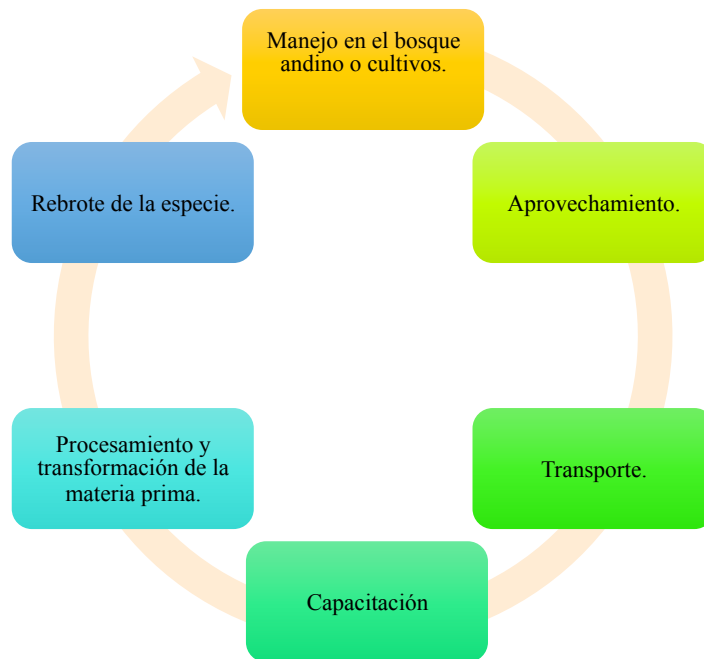 Manejo en el bosque
andino o cultivos.
Aprovechamiento.
Transporte.
Capacitación
Procesamiento y
transformación de la
materia prima.
Rebrote de la especie.